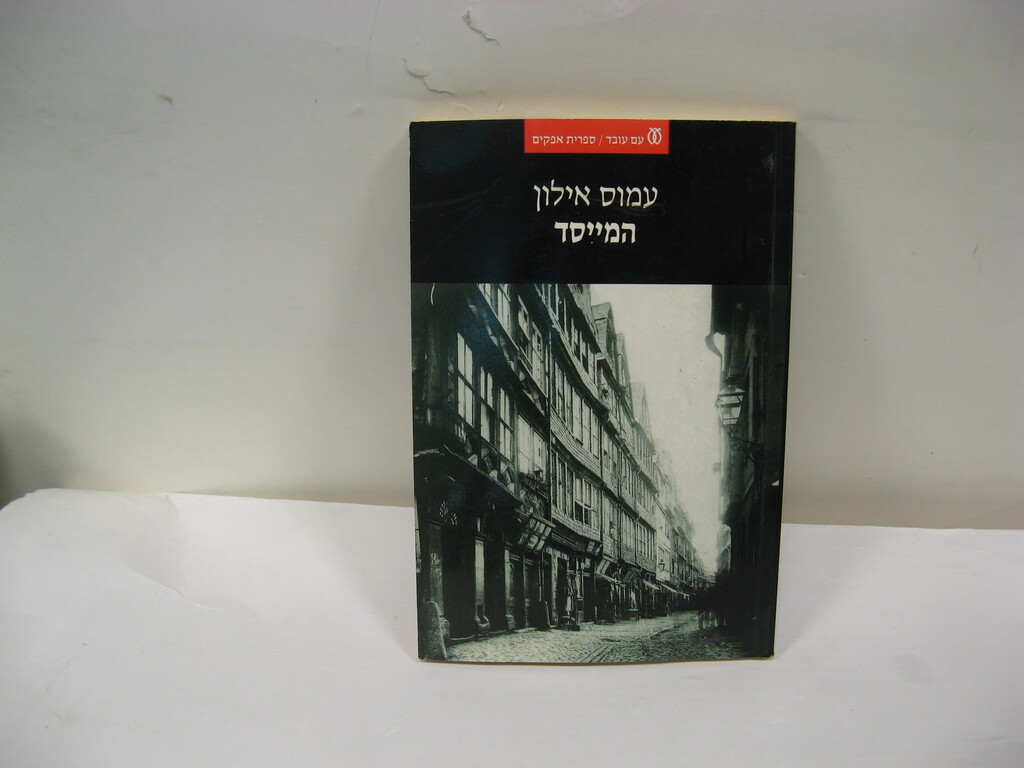 עם עובד / ספרית אפקים
עמוס אילון
המייסד